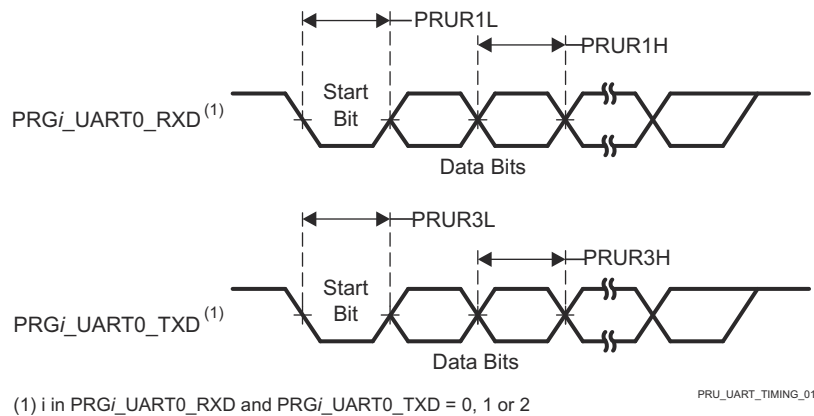 PRUR1L
PRUR1H
PRGi_UART0_RXD (1)
Start
Bit
Data Bits
PRUR3L
PRUR3H
PRGi_UART0_TXD (1)
Start
Bit
Data Bits
(1) i in PRGi_UART0_RXD and PRGi_UART0_TXD = 0, 1 or 2
PRU_UART_TIMING_01